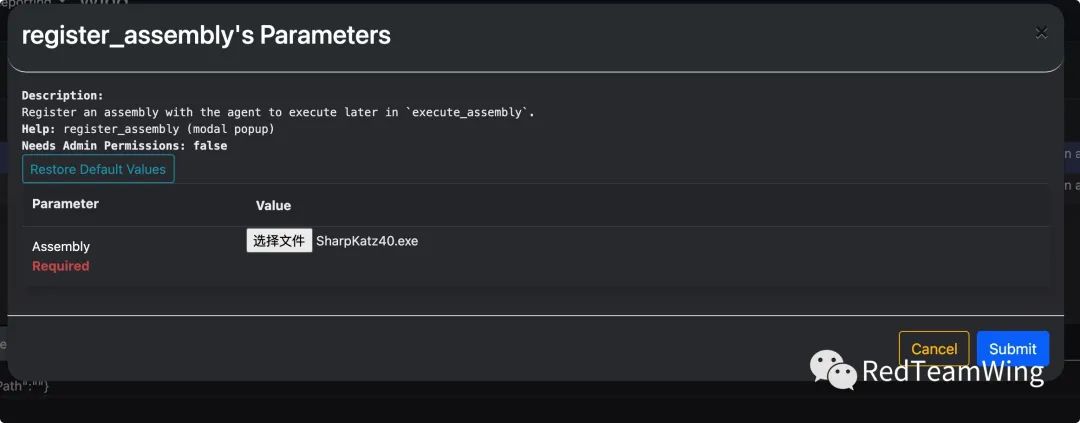 eporting
register_assembly's Parameters
×
Description:
Register an assembly with the agent to execute later in `execute_assembly`.
Help: register_assembly (modal popup)
Needs Admin Permissions: false
Restore Default Values
Parameter Value
Assembly 选择文件 SharpKatz40.exe
Required
Cancel Submit
RedTeamWing
Path":""}